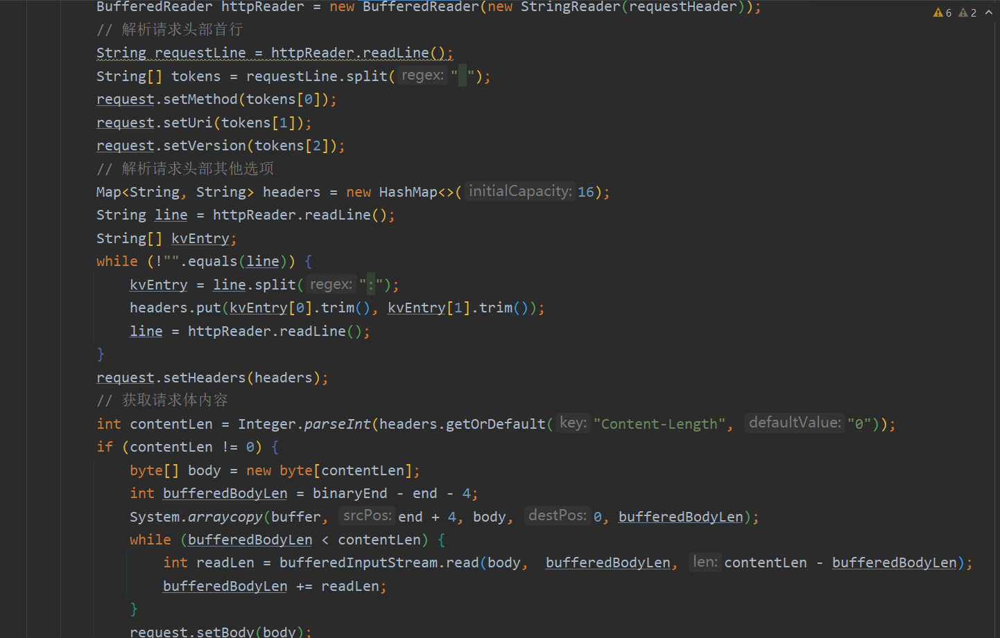 BufferedReader httpReader = new BufferedReader(new StringReader(requestHeader));
6 2
// 解析请求头部首行
String requestLine = httpReader.readLine();
String[] tokens = requestLine.split( regex: " ");
request.setMethod(tokens[0]);
request.setUri(tokens[1]);
request.setVersion(tokens[2]);
// 解析请求头部其他选项
Map<String, String> headers = new HashMap<>( initialCapacity: 16);
String line = httpReader.readLine();
String[] kvEntry;
while (!"".equals(line)) {
kvEntry = line.split( regex: ":");
headers.put(kvEntry[0].trim(), kvEntry[1].trim());
line = httpReader.readLine();
}
request.setHeaders(headers);
// 获取请求体内容
int contentLen = Integer.parseInt(headers.getOrDefault( key: "Content-Length", defaultValue: "0"));
if (contentLen != 0) {
byte[] body = new byte[contentLen];
int bufferedBodyLen = binaryEnd - end - 4;
System.arraycopy(buffer, srcPos: end + 4, body, destPos: 0, bufferedBodyLen);
while (bufferedBodyLen < contentLen) {
int readLen = bufferedInputStream.read(body, bufferedBodyLen, len: contentLen - bufferedBodyLen);
bufferedBodyLen += readLen;
}
request.setBody(body);